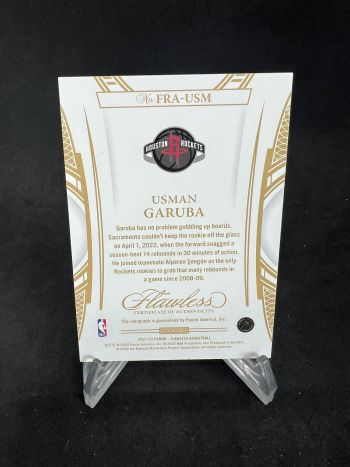 No. FRA-USM
HOUSTON ROCKETS
USMAN
GARUBA
Garuba has no problem gobbling up boards.
Sacramento couldn't keep the rookie off the glass
on April 1, 2022, when the forward snagged a
season-best 14 rebounds in 30 minutes of action.
He joined teammate Alperen Şengün as the only
Rockets rookies to grab that many rebounds in
a game since 2008-09.
Flawless
CERTIFICATE OF AUTHENTICITY
The autograph is guaranteed by Panini America, Inc.
NBA
2021-22 PANINI - FLAWLESS BASKETBALL